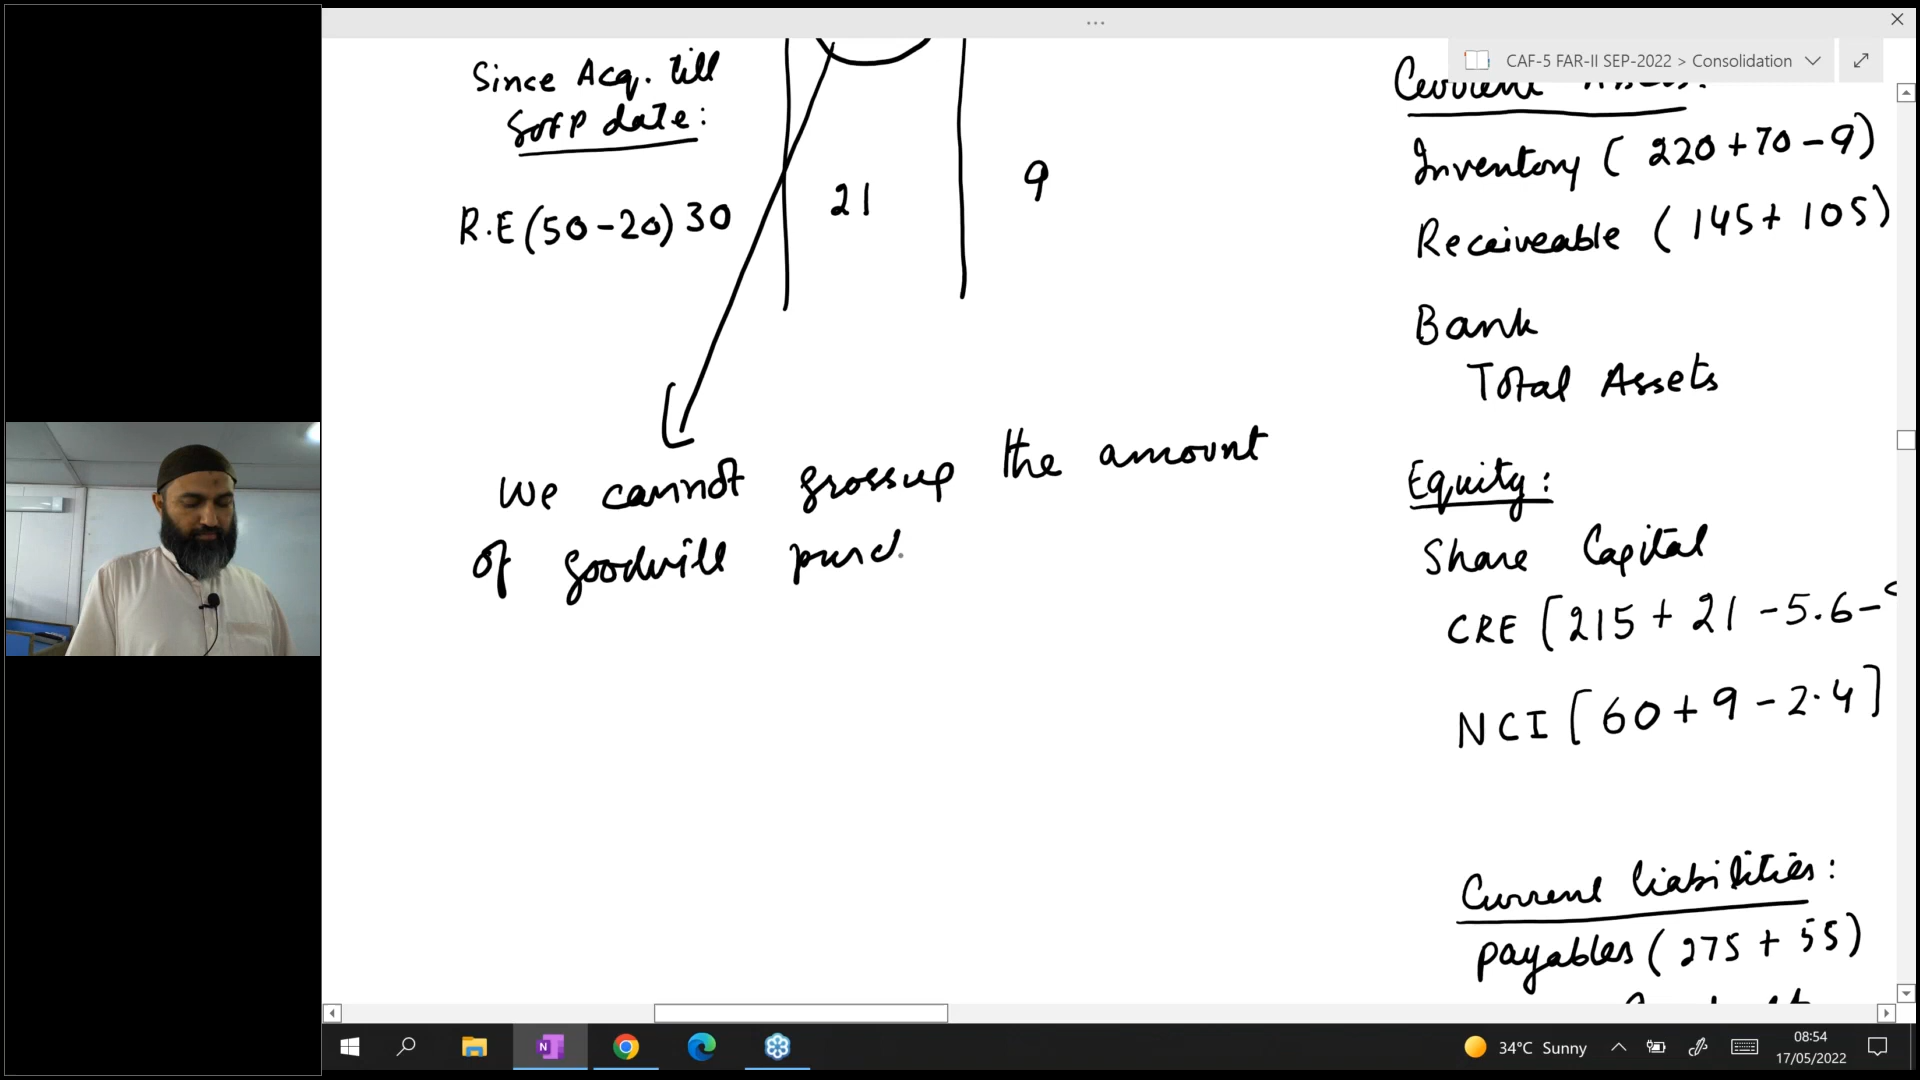 CAF-5 FAR-II SEP-2022 > Consolidation
Since Acq. till
SOFP date:
R.E (50-20) 30
21
9
We cannot grossup the amount
of goodwill purc
Current Assets:
Inventory ( 220+70-9)
Receiveable ( 145+ 105)
Bank
Total Assets
Equity:
Share Capital
CRE [215 + 21 -5.6-
NCI [60+9-2.4]
Current liabilities:
payables ( 275 + 55)
34°C Sunny
08:54
17/05/2022